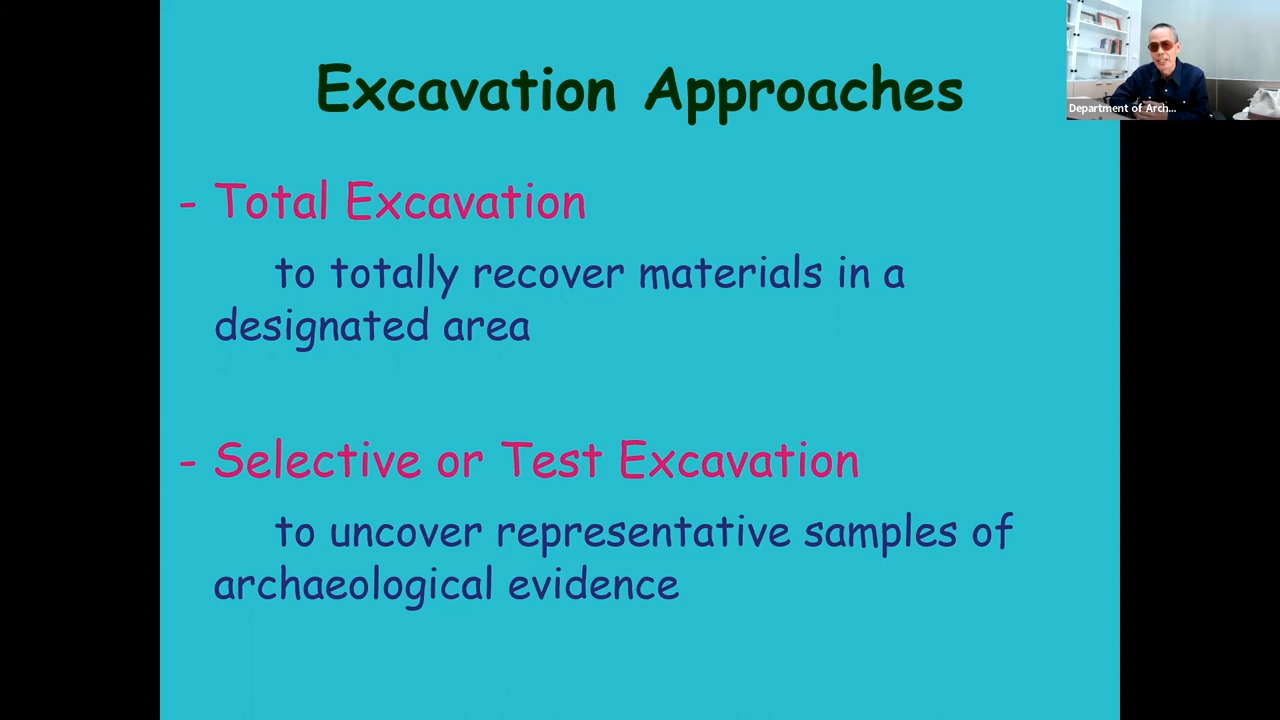 Excavation Approaches
Department of Arch...
- Total Excavation
to totally recover materials in a
designated area
- Selective or Test Excavation
to uncover representative samples of
archaeological evidence